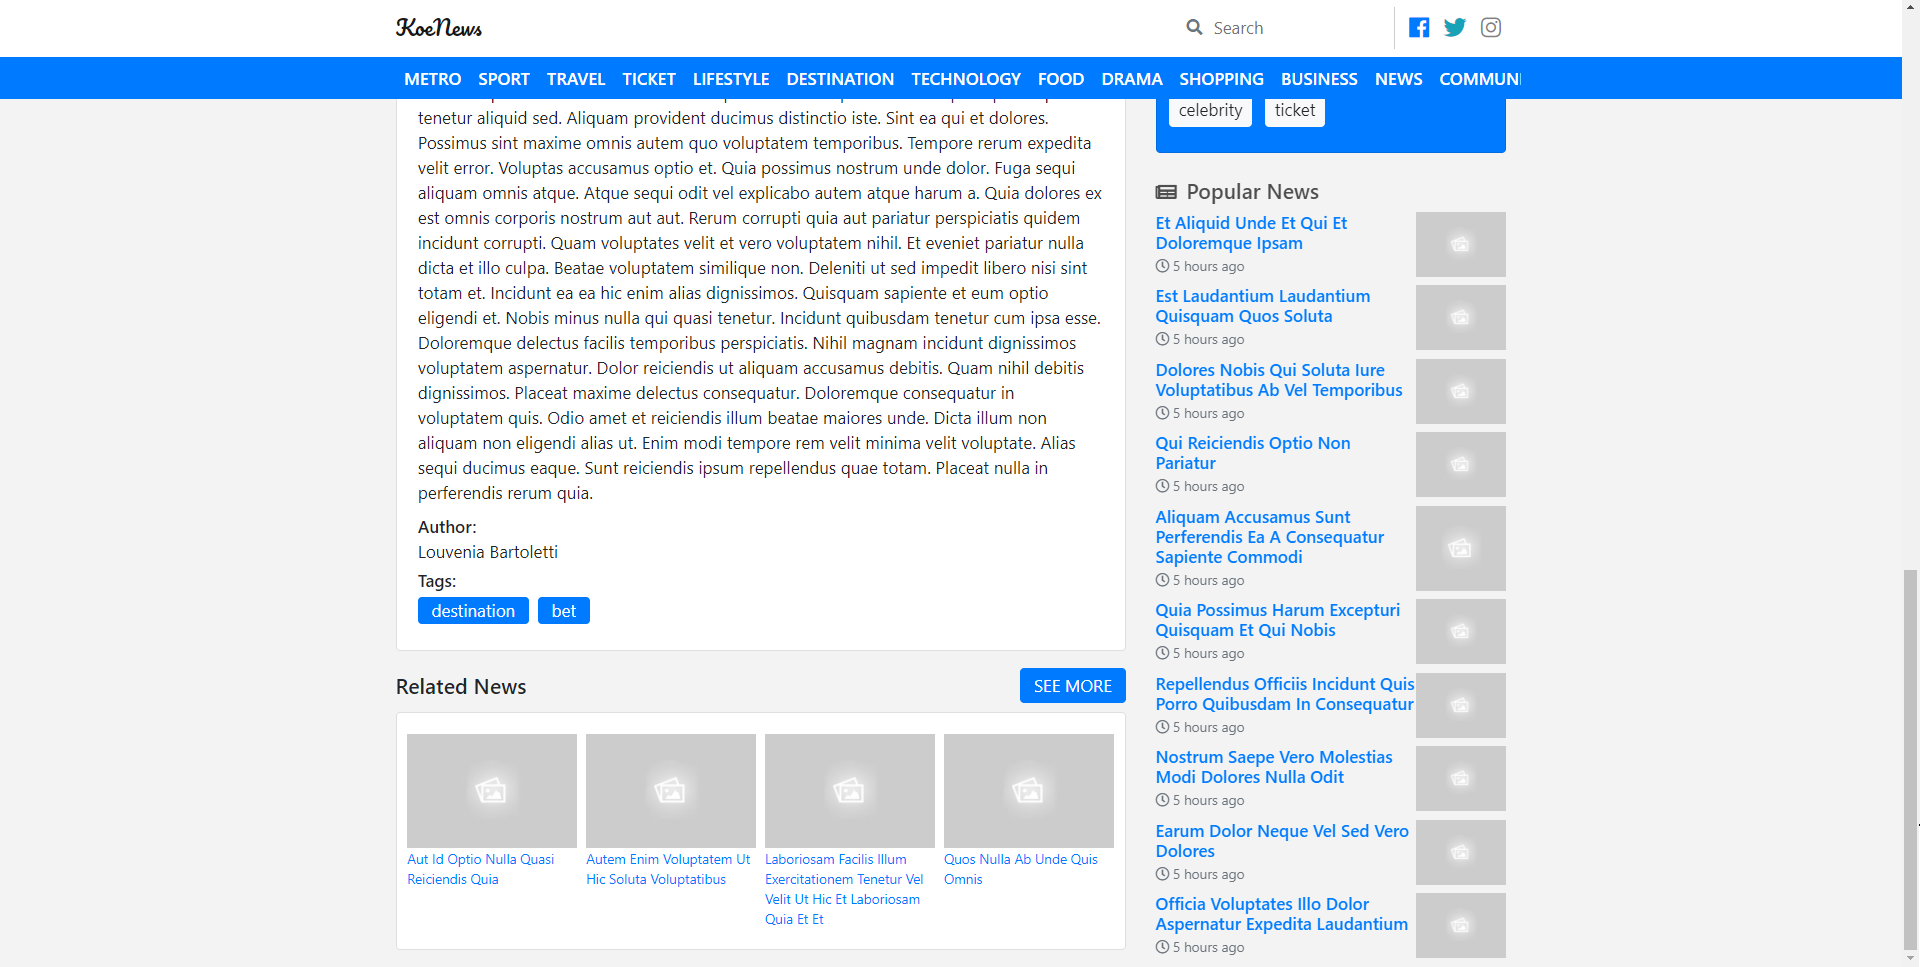 KoeNews
Search
METRO SPORT TRAVEL TICKET LIFESTYLE DESTINATION TECHNOLOGY FOOD DRAMA SHOPPING BUSINESS NEWS COMMUNI
tenetur aliquid sed. Aliquam provident ducimus distinctio iste. Sint ea qui et dolores.
Possimus sint maxime omnis autem quo voluptatem temporibus. Tempore rerum expedita
velit error. Voluptas accusamus optio et. Quia possimus nostrum unde dolor. Fuga sequi
aliquam omnis atque. Atque sequi odit vel explicabo autem atque harum a. Quia dolores ex
est omnis corporis nostrum aut aut. Rerum corrupti quia aut pariatur perspiciatis quidem
incidunt corrupti. Quam voluptates velit et vero voluptatem nihil. Et eveniet pariatur nulla
dicta et illo culpa. Beatae voluptatem similique non. Deleniti ut sed impedit libero nisi sint
totam et. Incidunt ea ea hic enim alias dignissimos. Quisquam sapiente et eum optio
eligendi et. Nobis minus nulla qui quasi tenetur. Incidunt quibusdam tenetur cum ipsa esse.
Doloremque delectus facilis temporibus perspiciatis. Nihil magnam incidunt dignissimos
voluptatem aspernatur. Dolor reiciendis ut aliquam accusamus debitis. Quam nihil debitis
dignissimos. Placeat maxime delectus consequatur. Doloremque consequatur in
voluptatem quis. Odio amet et reiciendis illum beatae maiores unde. Dicta illum non
aliquam non eligendi alias ut. Enim modi tempore rem velit minima velit voluptate. Alias
sequi ducimus eaque. Sunt reiciendis ipsum repellendus quae totam. Placeat nulla in
perferendis rerum quia.
Author:
Louvenia Bartoletti
Tags:
destination bet
Related News
SEE MORE
Aut Id Optio Nulla Quasi
Reiciendis Quia
Autem Enim Voluptatem Ut
Hic Soluta Voluptatibus
Laboriosam Facilis Illum
Exercitationem Tenetur Vel
Velit Ut Hic Et Laboriosam
Quia Et Et
Quos Nulla Ab Unde Quis
Omnis
celebrity ticket
Popular News
Et Aliquid Unde Et Qui Et
Doloremque Ipsam
5 hours ago
Est Laudantium Laudantium
Quisquam Quos Soluta
5 hours ago
Dolores Nobis Qui Soluta Iure
Voluptatibus Ab Vel Temporibus
5 hours ago
Qui Reiciendis Optio Non
Pariatur
5 hours ago
Aliquam Accusamus Sunt
Perferendis Ea A Consequatur
Sapiente Commodi
5 hours ago
Quia Possimus Harum Excepturi
Quisquam Et Qui Nobis
5 hours ago
Repellendus Officiis Incidunt Quis
Porro Quibusdam In Consequatur
5 hours ago
Nostrum Saepe Vero Molestias
Modi Dolores Nulla Odit
5 hours ago
Earum Dolor Neque Vel Sed Vero
Dolores
5 hours ago
Officia Voluptates Illo Dolor
Aspernatur Expedita Laudantium
5 hours ago